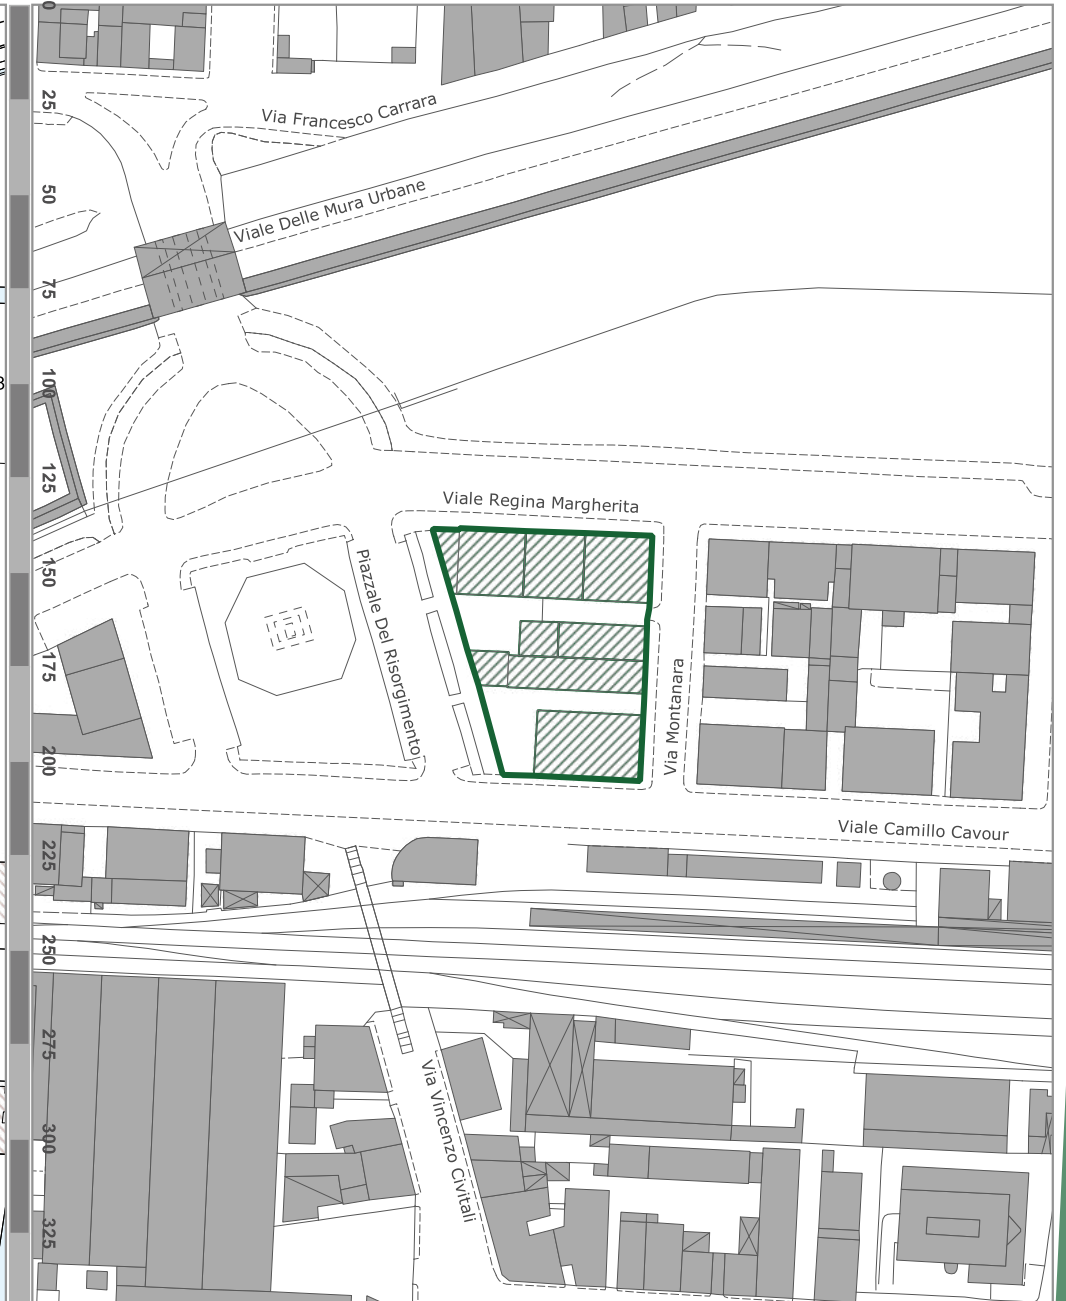 0
25
50
75
100
125
150
175
200
225
250
275
300
325
Via Francesco Carrara
Viale Delle Mura Urbane
Viale Regina Margherita
Piazzale Del Risorgimento
Via Montanara
Viale Camillo Cavour
Via Vincenzo Civitali